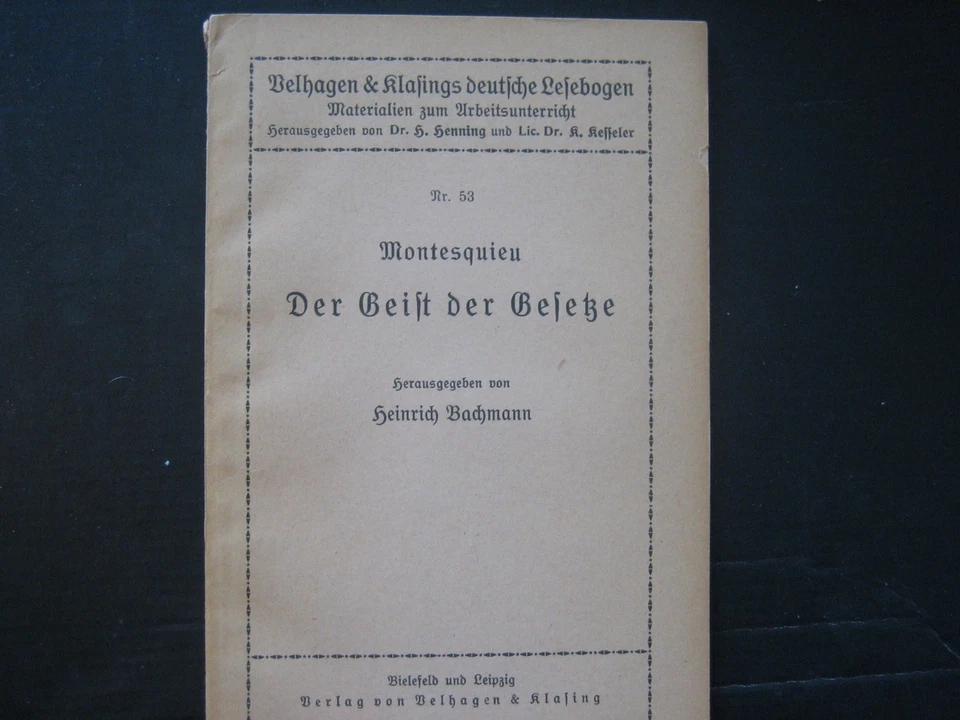 Velhagen & Klaſings deutſche Leſebogen
Materialien zum Arbeitsunterricht
Herausgegeben von Dr. H. Henning und Lic. Dr. K. Keſſeler
Nr. 53
Montesquieu
Der Geiſt der Geſetze
Herausgegeben von
Heinrich Bachmann
Bielefeld und Leipzig
Verlag von Velhagen & Klaſing